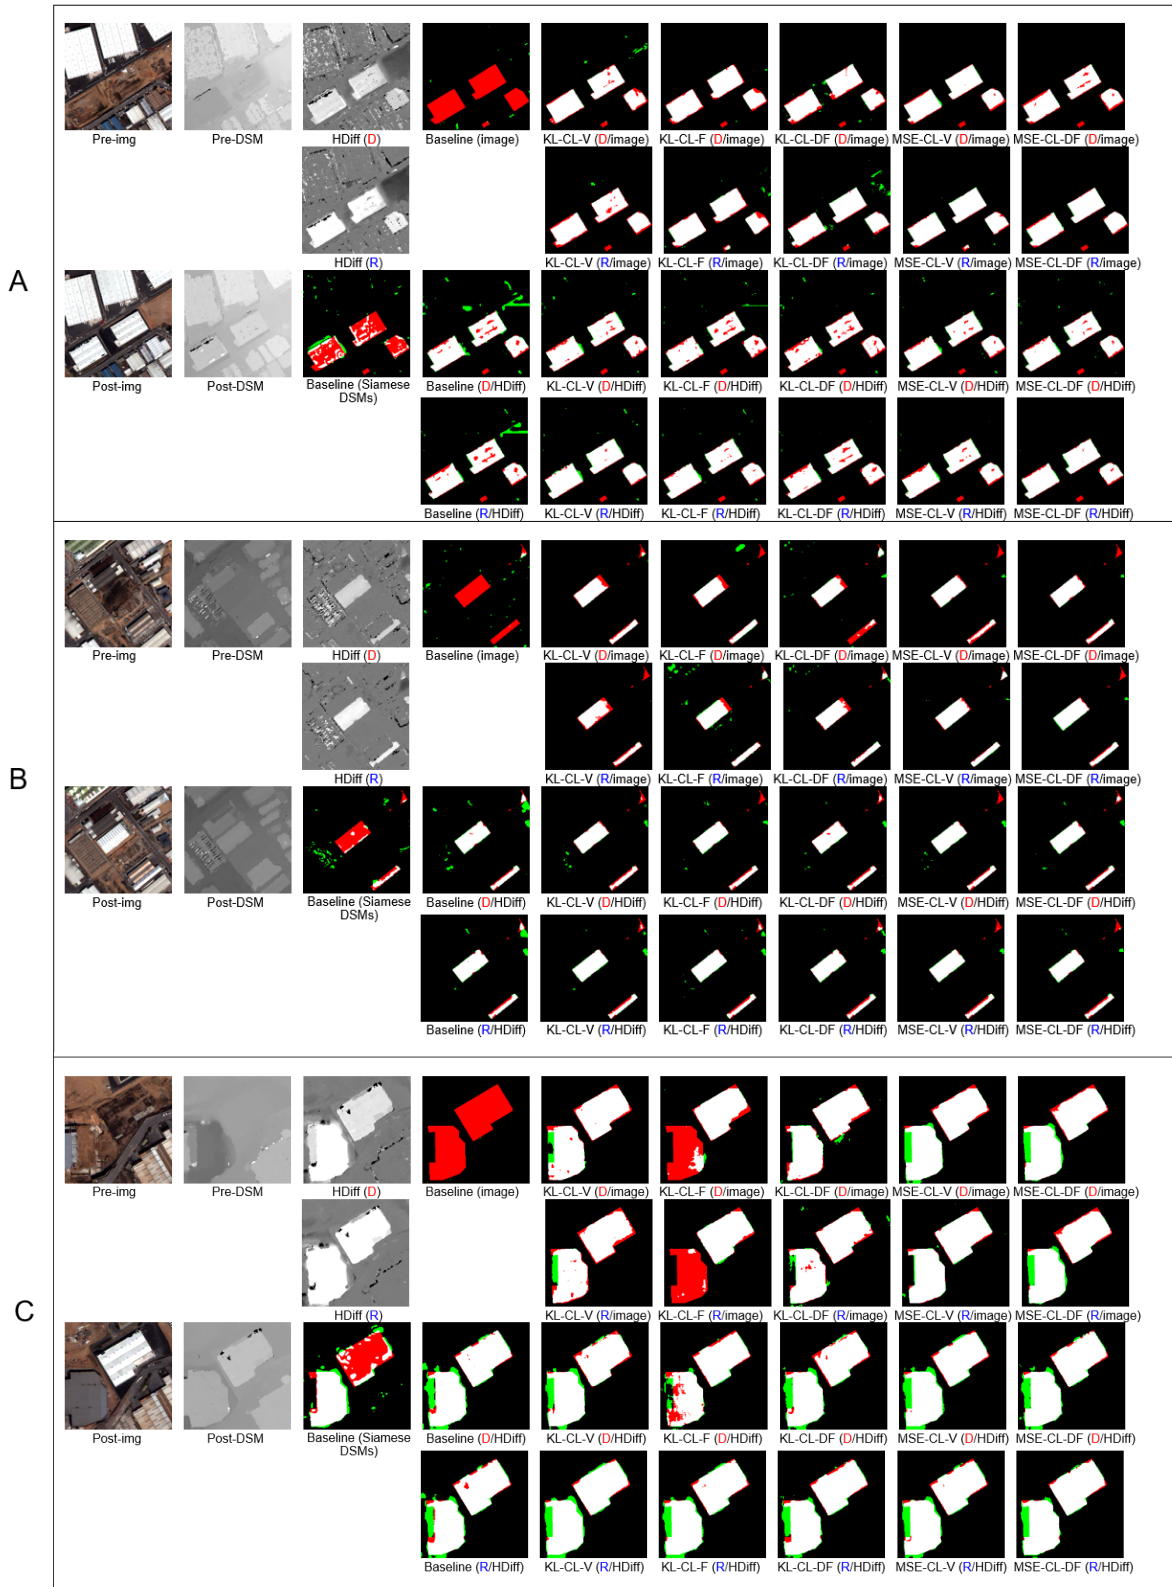 A
Pre-img Pre-DSM HDiff (D) Baseline (image) KL-CL-V (D/image) KL-CL-F (D/image) KL-CL-DF (D/image) MSE-CL-V (D/image) MSE-CL-DF (D/image)
HDiff (R) KL-CL-V (R/image) KL-CL-F (R/image) KL-CL-DF (R/image) MSE-CL-V (R/image) MSE-CL-DF (R/image)
Post-img Post-DSM Baseline (Siamese Baseline (D/HDiff) KL-CL-V (D/HDiff) KL-CL-F (D/HDiff) KL-CL-DF (D/HDiff) MSE-CL-V (D/HDiff) MSE-CL-DF (D/HDiff)
DSMs)
Baseline (R/HDiff) KL-CL-V (R/HDiff) KL-CL-F (R/HDiff) KL-CL-DF (R/HDiff) MSE-CL-V (R/HDiff) MSE-CL-DF (R/HDiff)
B
Pre-img Pre-DSM HDiff (D) Baseline (image) KL-CL-V (D/image) KL-CL-F (D/image) KL-CL-DF (D/image) MSE-CL-V (D/image) MSE-CL-DF (D/image)
HDiff (R) KL-CL-V (R/image) KL-CL-F (R/image) KL-CL-DF (R/image) MSE-CL-V (R/image) MSE-CL-DF (R/image)
Post-img Post-DSM Baseline (Siamese Baseline (D/HDiff) KL-CL-V (D/HDiff) KL-CL-F (D/HDiff) KL-CL-DF (D/HDiff) MSE-CL-V (D/HDiff) MSE-CL-DF (D/HDiff)
DSMs)
Baseline (R/HDiff) KL-CL-V (R/HDiff) KL-CL-F (R/HDiff) KL-CL-DF (R/HDiff) MSE-CL-V (R/HDiff) MSE-CL-DF (R/HDiff)
C
Pre-img Pre-DSM HDiff (D) Baseline (image) KL-CL-V (D/image) KL-CL-F (D/image) KL-CL-DF (D/image) MSE-CL-V (D/image) MSE-CL-DF (D/image)
HDiff (R) KL-CL-V (R/image) KL-CL-F (R/image) KL-CL-DF (R/image) MSE-CL-V (R/image) MSE-CL-DF (R/image)
Post-img Post-DSM Baseline (Siamese Baseline (D/HDiff) KL-CL-V (D/HDiff) KL-CL-F (D/HDiff) KL-CL-DF (D/HDiff) MSE-CL-V (D/HDiff) MSE-CL-DF (D/HDiff)
DSMs)
Baseline (R/HDiff) KL-CL-V (R/HDiff) KL-CL-F (R/HDiff) KL-CL-DF (R/HDiff) MSE-CL-V (R/HDiff) MSE-CL-DF (R/HDiff)